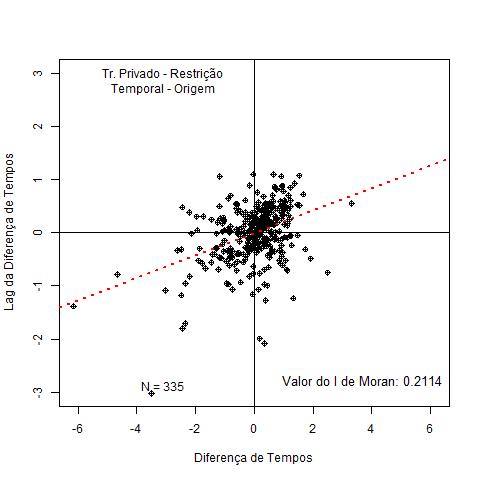 Tr. Privado - Restrição
Temporal - Origem
3
2
1
0
-1
-2
-3
Lag da Diferença de Tempos
N = 335
Valor do I de Moran: 0.2114
-6
-4
-2
0
2
4
6
Diferença de Tempos